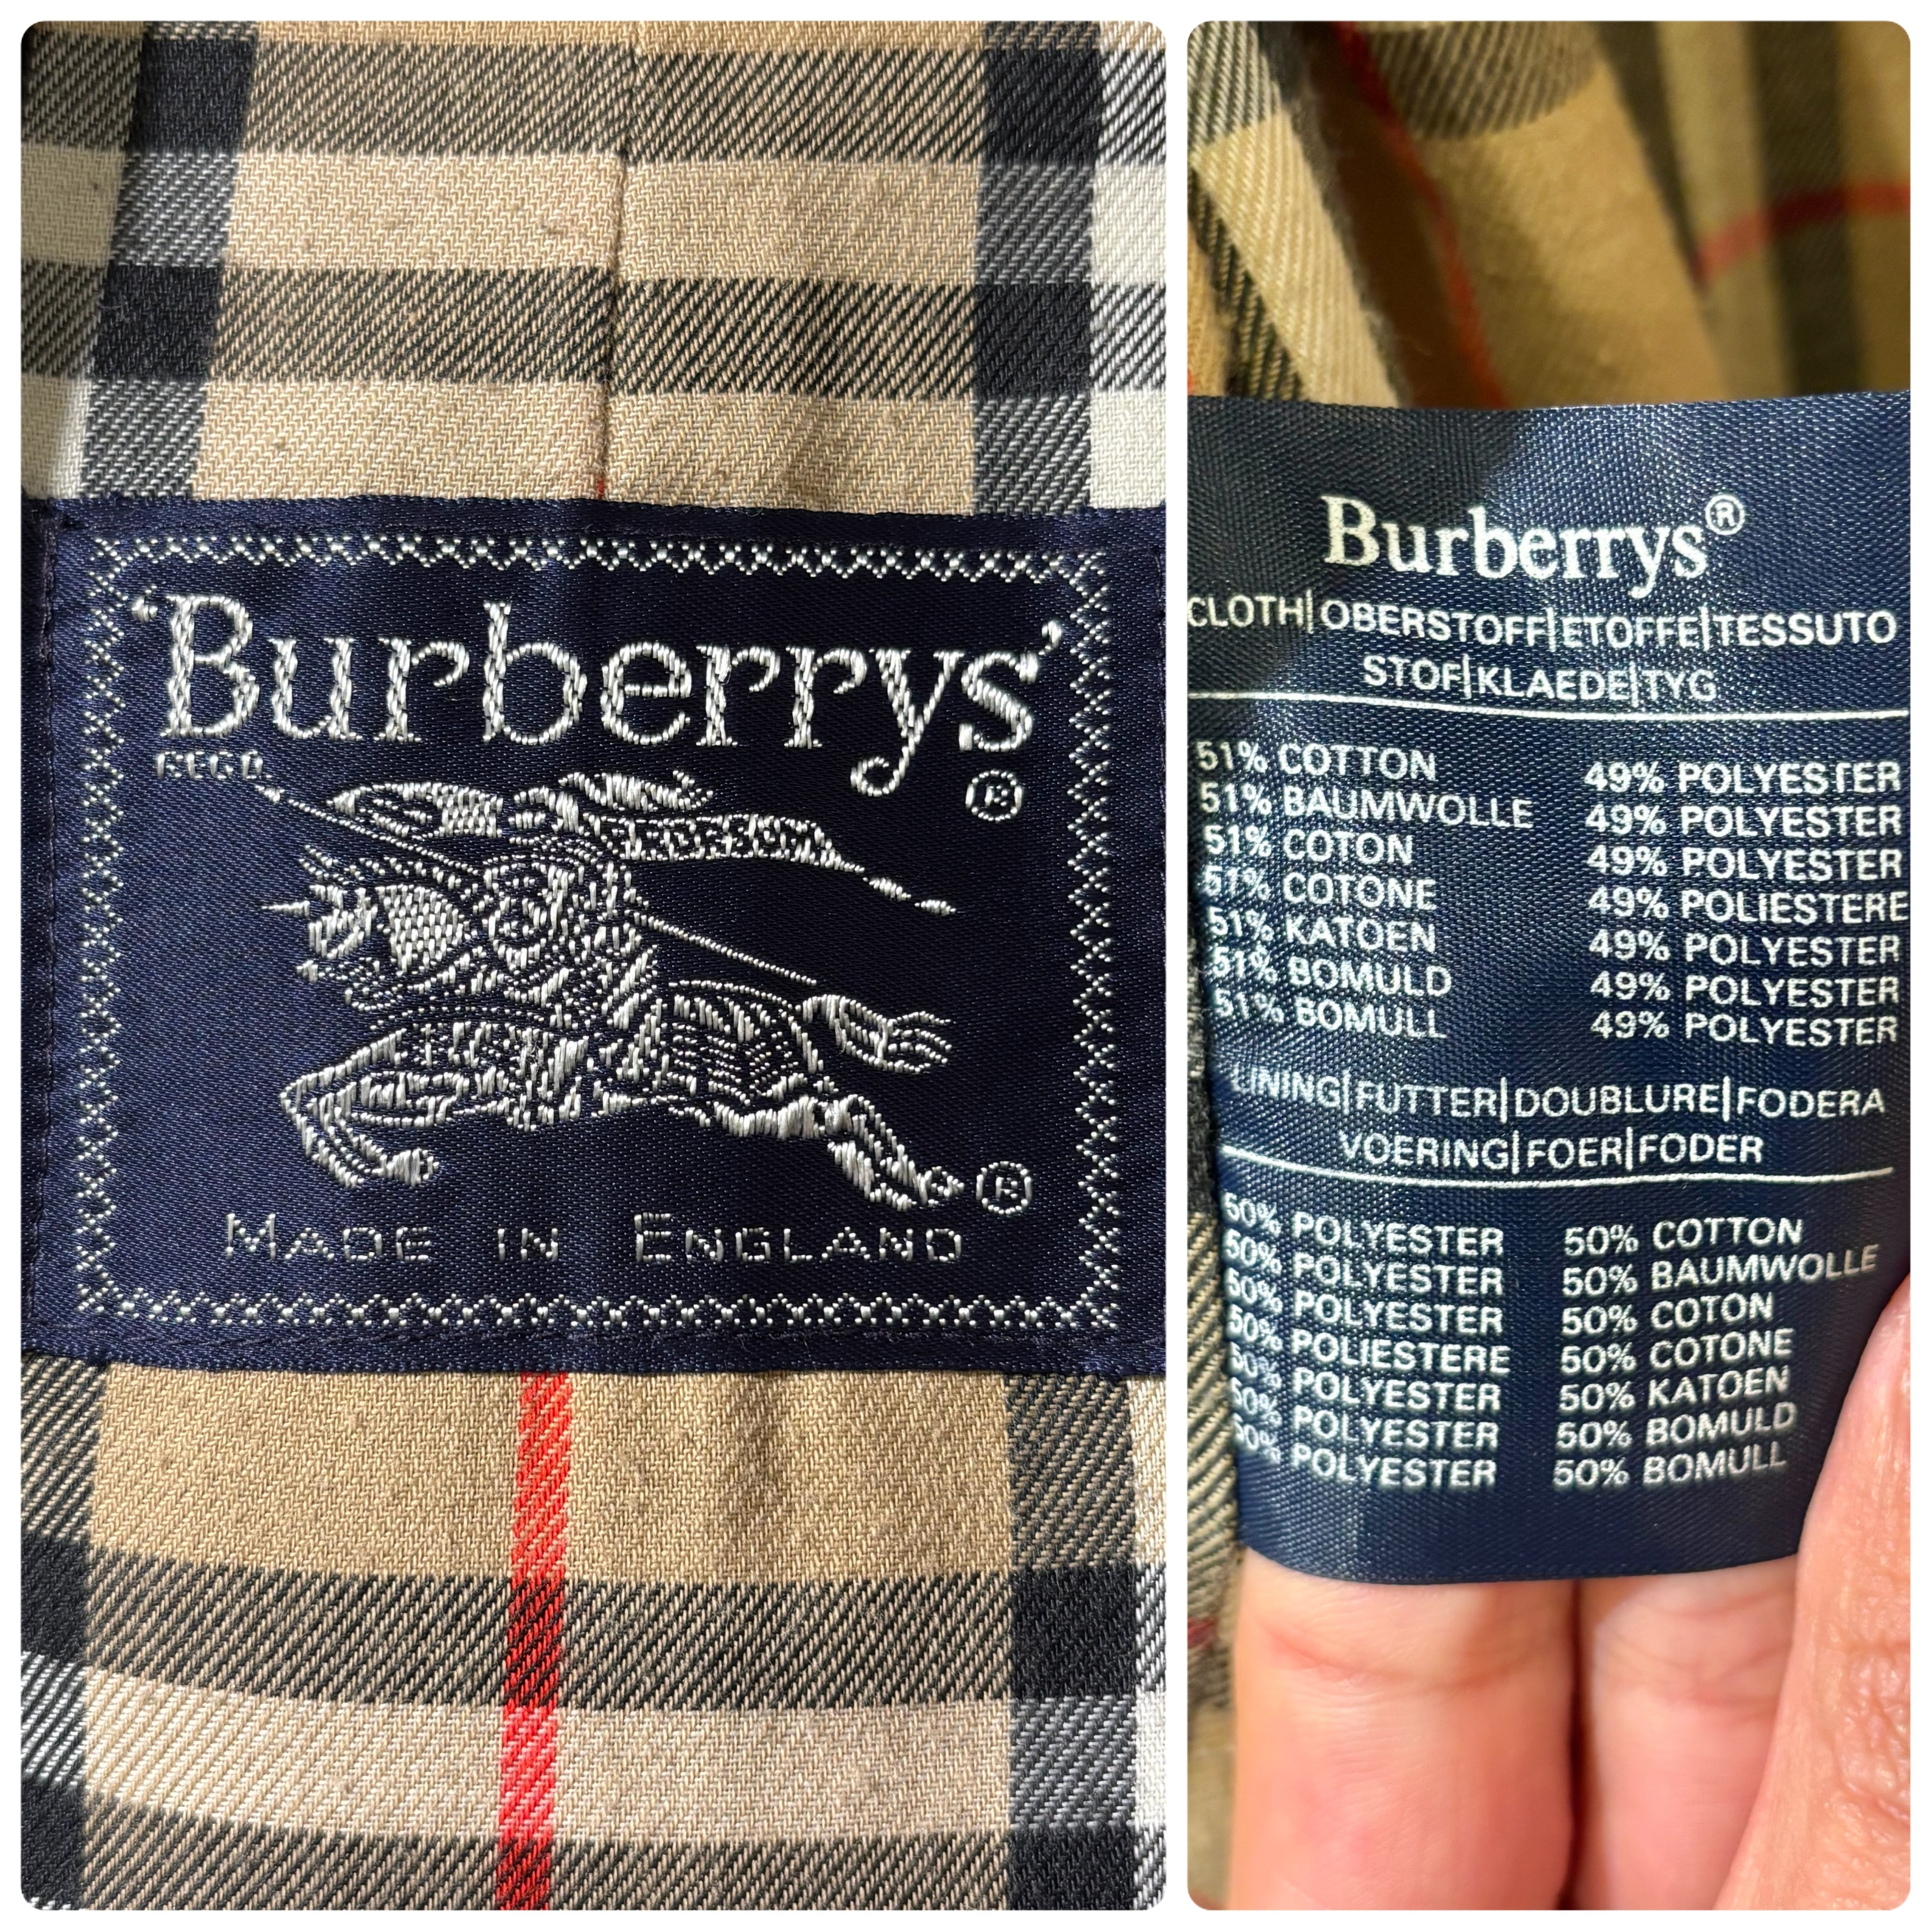 'Burberrys'
REGD.
®
®
MADE IN ENGLAND
Burberrys®
CLOTH|OBERSTOFF|ETOFFE|TESSUTO
STOF|KLAEDE|TYG
51% COTTON 49% POLYESTER
51% BAUMWOLLE 49% POLYESTER
51% COTON 49% POLYESTER
51% COTONE 49% POLIESTERE
51% KATOEN 49% POLYESTER
51% BOMULD 49% POLYESTER
51% BOMULL 49% POLYESTER
LINING|FUTTER|DOUBLURE|FODERA
VOERING|FOER|FODER
50% POLYESTER 50% COTTON
50% POLYESTER 50% BAUMWOLLE
50% POLYESTER 50% COTON
50% POLIESTERE 50% COTONE
50% POLYESTER 50% KATOEN
50% POLYESTER 50% BOMULD
50% POLYESTER 50% BOMULL